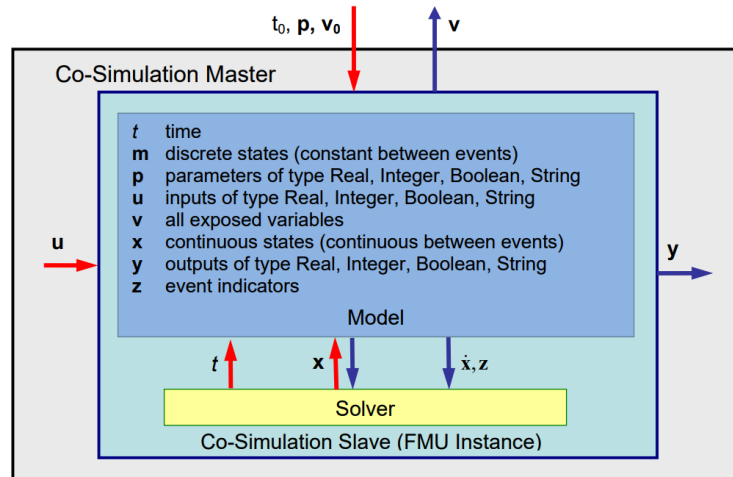 t₀, p, v₀
v
Co-Simulation Master
t time
m discrete states (constant between events)
p parameters of type Real, Integer, Boolean, String
u inputs of type Real, Integer, Boolean, String
v all exposed variables
x continuous states (continuous between events)
y outputs of type Real, Integer, Boolean, String
z event indicators
Model
u
y
t
x
ẋ, z
Solver
Co-Simulation Slave (FMU Instance)